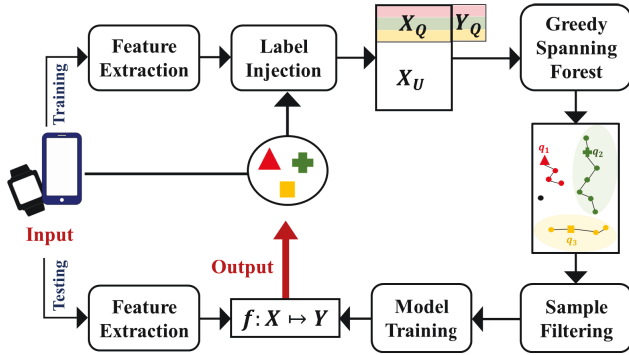 Training
Feature
Extraction
Label
Injection
X_Q
Y_Q
X_U
Greedy
Spanning
Forest
q_1
q_2
q_3
Input
Output
Testing
Feature
Extraction
f: X ↦ Y
Model
Training
Sample
Filtering